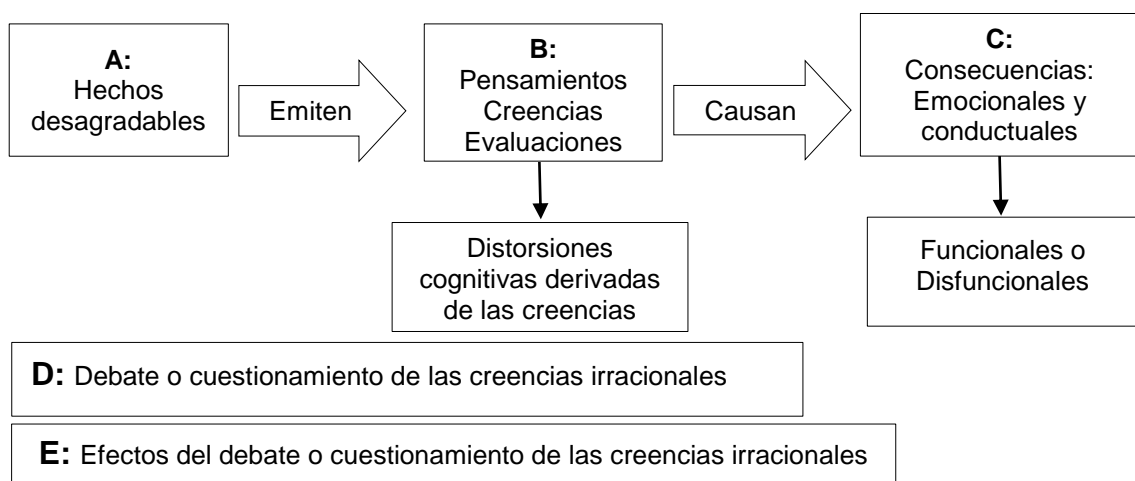 A:
Hechos
desagradables
Emiten
B:
Pensamientos
Creencias
Evaluaciones
Causan
C:
Consecuencias:
Emocionales y
conductuales
Distorsiones
cognitivas derivadas
de las creencias
Funcionales o
Disfuncionales
D: Debate o cuestionamiento de las creencias irracionales
E: Efectos del debate o cuestionamiento de las creencias irracionales